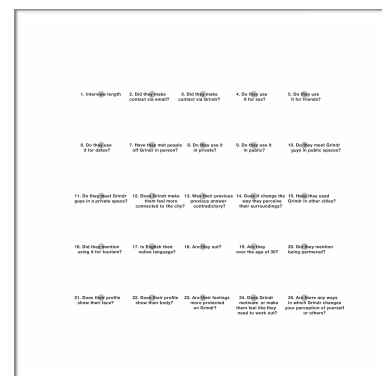 1. Interview length
2. Did they make
contact via email?
3. Did they make
contact via Grindr?
4. Do they use
it for sex?
5. Do they use
it for friends?
6. Do they use
it for dates?
7. Have they met people
off Grindr in person?
8. Do they use it
in private?
9. Do they use it
in public?
10. Do they meet Grindr
guys in public spaces?
11. Do they meet Grindr
guys in a private space?
12. Does Grindr make
them feel more
connected to the city?
13. Was their previous
previous answer
contradictory?
14. Does it change the
way they perceive
their surroundings?
15. Have they used
Grindr in other cities?
16. Did they mention
using it for tourism?
17. Is English their
native language?
18. Are they out?
19. Are they
over the age of 30?
20. Did they mention
being partnered?
21. Does their profile
show their face?
22. Does their profile
show their body?
23. Are their feelings
more protected
on Grindr?
24. Does Grindr
motivate or make
them feel like they
need to work out?
25. Are there any ways
in which Grindr changes
your perception of yourself
or others?